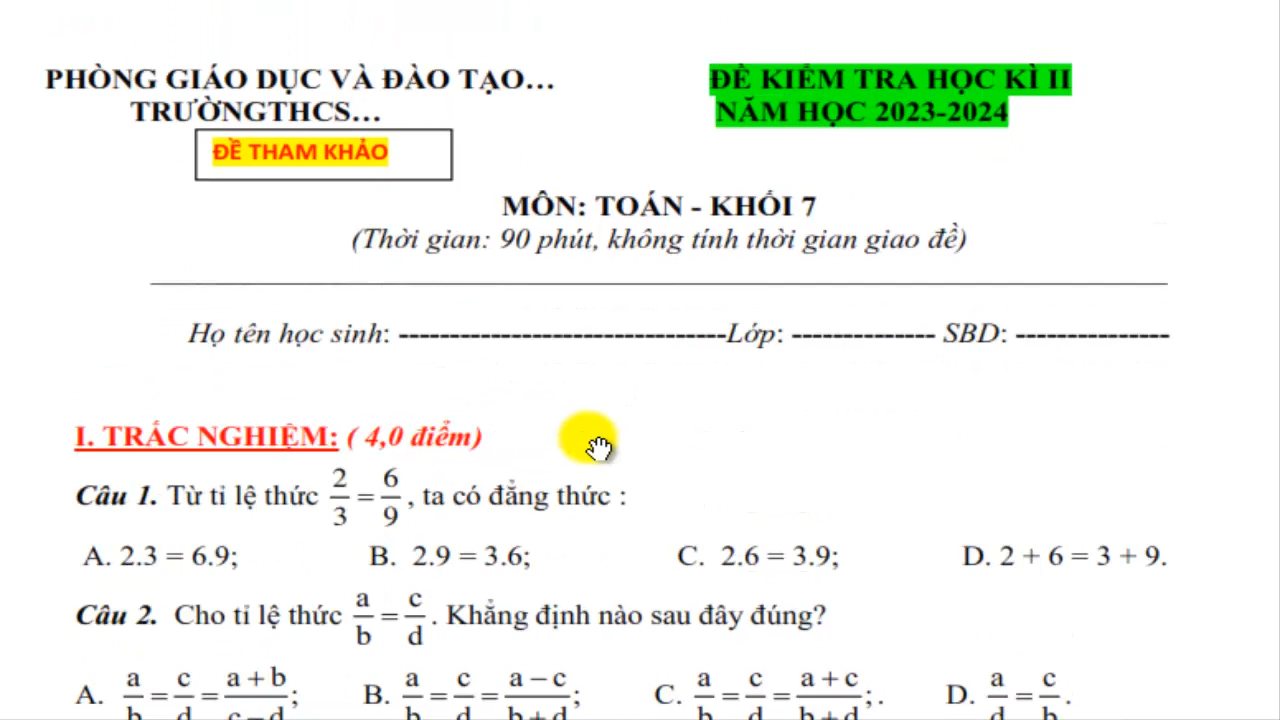 PHÒNG GIÁO DỤC VÀ ĐÀO TẠO... ĐỀ KIỂM TRA HỌC KÌ II
TRƯỜNGTHCS... NĂM HỌC 2023-2024
ĐỀ THAM KHẢO
MÔN: TOÁN - KHỐI 7
(Thời gian: 90 phút, không tính thời gian giao đề)
Họ tên học sinh: --------------------------------Lớp: -------------- SBD: ---------------
I. TRẮC NGHIỆM: ( 4,0 điểm)
Câu 1. Từ tỉ lệ thức 2/3 = 6/9, ta có đẳng thức :
A. 2.3 = 6.9; B. 2.9 = 3.6; C. 2.6 = 3.9; D. 2 + 6 = 3 + 9.
Câu 2. Cho tỉ lệ thức a/b = c/d. Khẳng định nào sau đây đúng?
A. a/b = c/d = (a + b)/(c − d); B. a/b = c/d = (a − c)/(b + d); C. a/b = c/d = (a + c)/(b + d);. D. a/d = c/b.